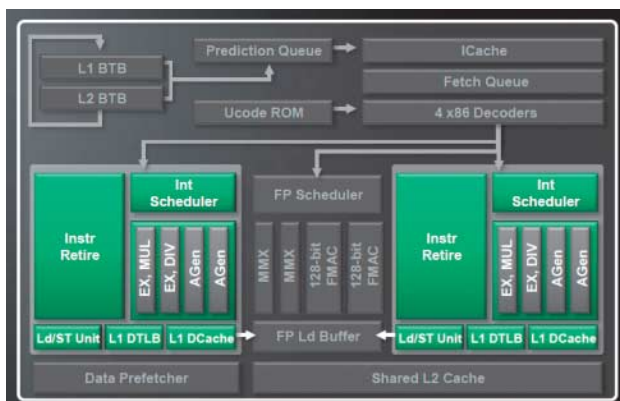 Prediction Queue
ICache
L1 BTB
Fetch Queue
L2 BTB
Ucode ROM
4 x86 Decoders
Instr
Retire
Int
Scheduler
EX, MUL
EX, DIV
AGen
AGen
Ld/ST Unit
L1 DTLB
L1 DCache
FP Scheduler
MMX
MMX
128-bit
FMAC
128-bit
FMAC
FP Ld Buffer
Instr
Retire
Int
Scheduler
EX, MUL
EX, DIV
AGen
AGen
Ld/ST Unit
L1 DTLB
L1 DCache
Data Prefetcher
Shared L2 Cache